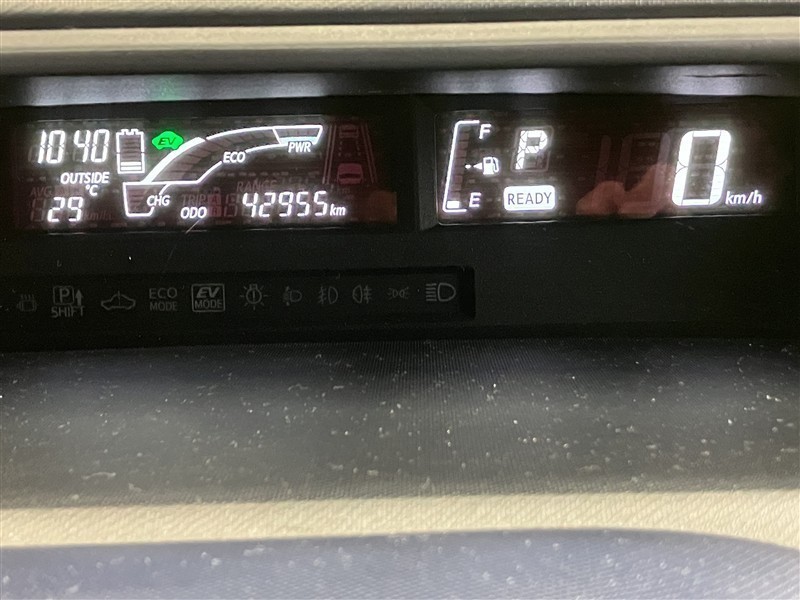 10:40
EV
ECO
PWR
OUTSIDE
°C
29
CHG
TRIP A
ODO
42955 km
F
E
P
READY
0 km/h
P
SHIFT
ECO
MODE
EV
MODE